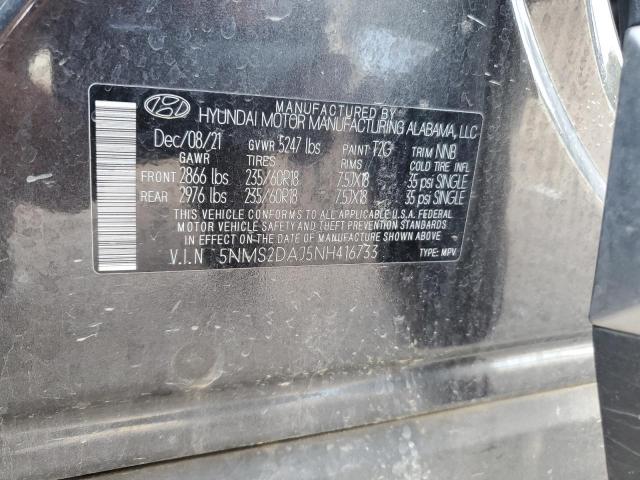 MANUFACTURED BY
HYUNDAI MOTOR MANUFACTURING ALABAMA, LLC
Dec/08/21 GVWR 5247 lbs PAINT T2G TRIM NNB
GAWR TIRES RIMS COLD TIRE INFL
FRONT 2866 lbs 235/60R18 7.5JX18 35 psi SINGLE
REAR 2976 lbs 235/60R18 7.5JX18 35 psi SINGLE
THIS VEHICLE CONFORMS TO ALL APPLICABLE U.S.A. FEDERAL
MOTOR VEHICLE SAFETY AND THEFT PREVENTION STANDARDS
IN EFFECT ON THE DATE OF MANUFACTURE SHOWN ABOVE.
V.I.N 5NMS2DAJ5NH416733 TYPE: MPV